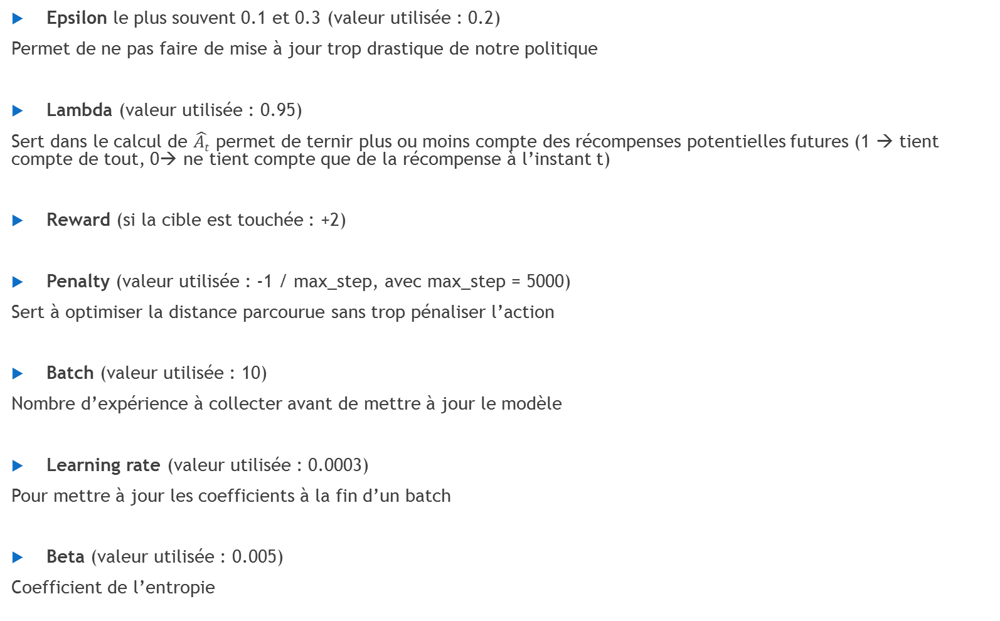 ▶ Epsilon le plus souvent 0.1 et 0.3 (valeur utilisée : 0.2)
Permet de ne pas faire de mise à jour trop drastique de notre politique
▶ Lambda (valeur utilisée : 0.95)
Sert dans le calcul de Â_t permet de ternir plus ou moins compte des récompenses potentielles futures (1 → tient
compte de tout, 0→ ne tient compte que de la récompense à l’instant t)
▶ Reward (si la cible est touchée : +2)
▶ Penalty (valeur utilisée : -1 / max_step, avec max_step = 5000)
Sert à optimiser la distance parcourue sans trop pénaliser l’action
▶ Batch (valeur utilisée : 10)
Nombre d’expérience à collecter avant de mettre à jour le modèle
▶ Learning rate (valeur utilisée : 0.0003)
Pour mettre à jour les coefficients à la fin d’un batch
▶ Beta (valeur utilisée : 0.005)
Coefficient de l’entropie